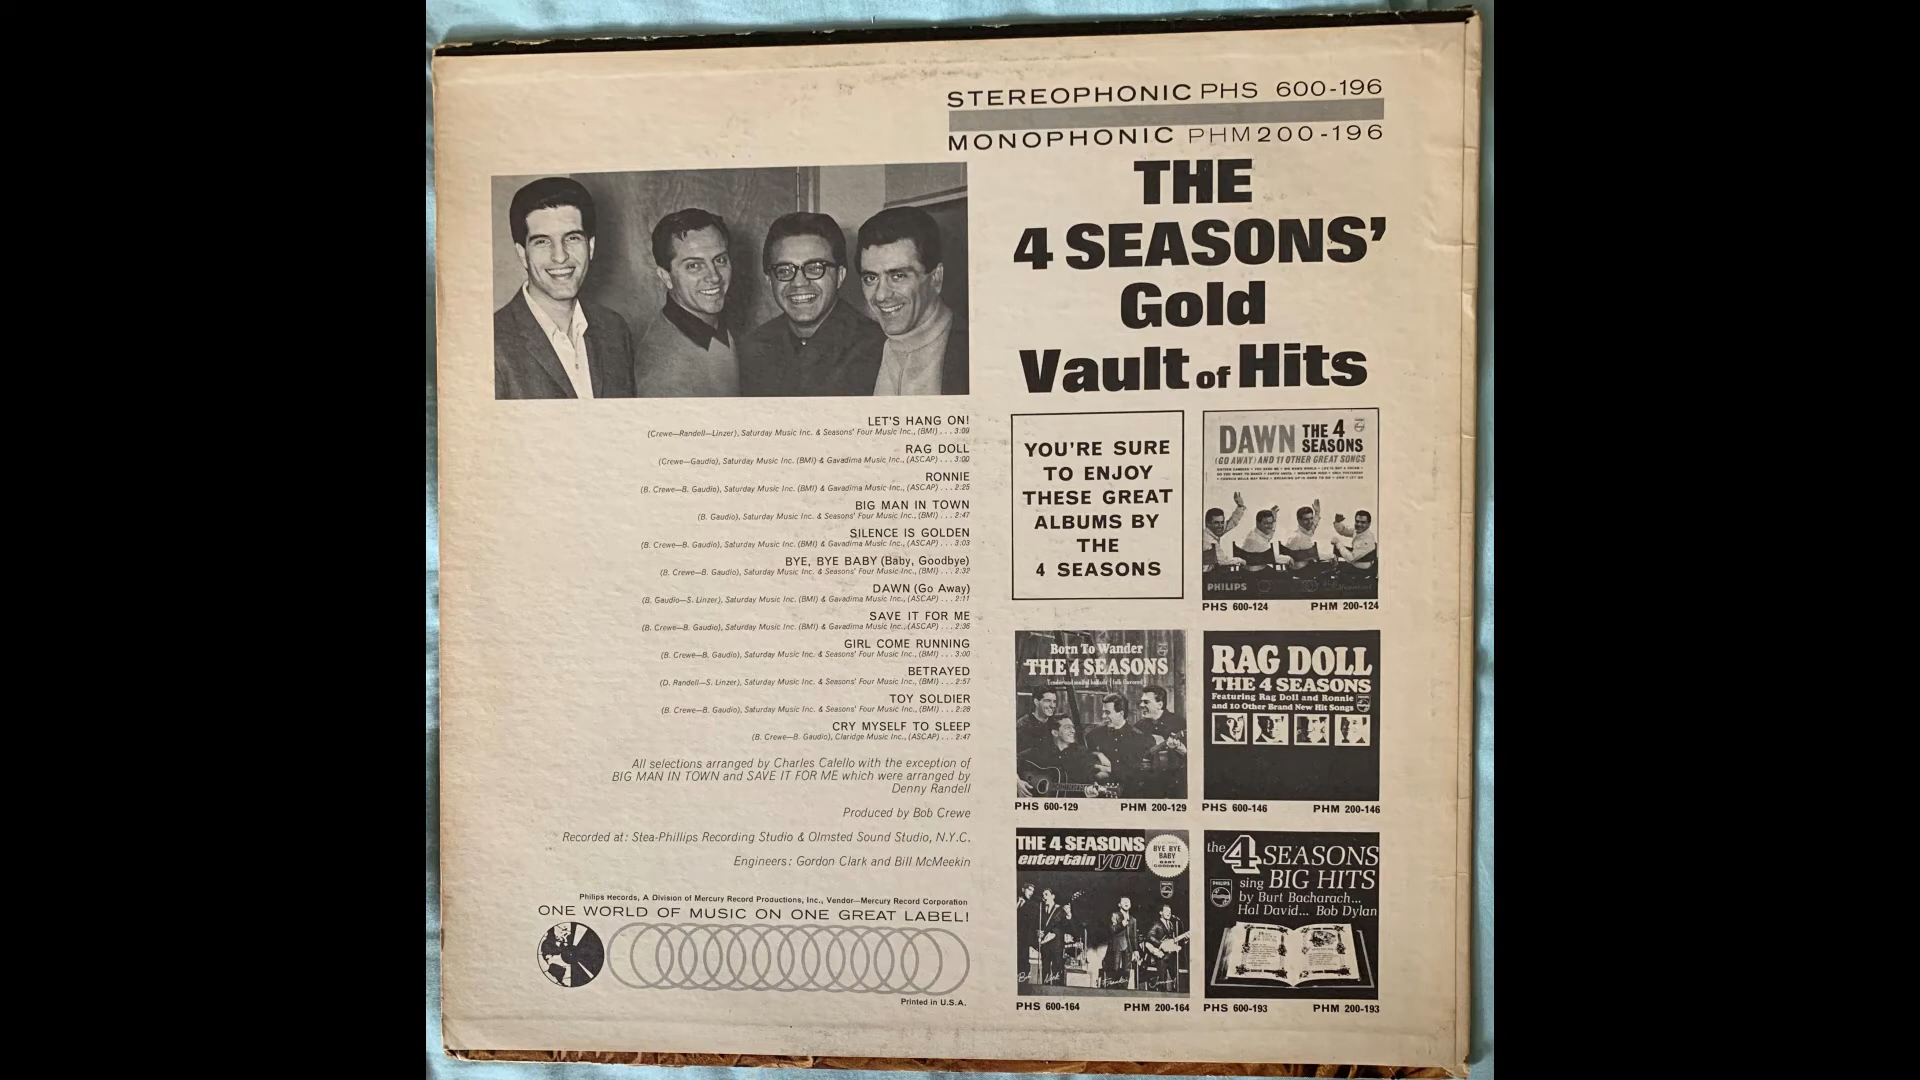 STEREOPHONIC PHS 600-196
MONOPHONIC PHM 200-196
THE
4 SEASONS'
Gold
Vault of Hits
LET'S HANG ON!
(Crewe—Randell—Linzer), Saturday Music Inc. & Seasons' Four Music Inc., (BMI) . . . 3:09
RAG DOLL
(Crewe—Gaudio), Saturday Music Inc. (BMI) & Gavadima Music Inc., (ASCAP) . . . 3:00
RONNIE
(B. Crewe—B. Gaudio), Saturday Music Inc. (BMI) & Gavadima Music Inc., (ASCAP) . . . 2:25
BIG MAN IN TOWN
(B. Gaudio), Saturday Music Inc. & Seasons' Four Music Inc., (BMI) . . . 2:47
SILENCE IS GOLDEN
(B. Crewe—B. Gaudio), Saturday Music Inc. (BMI) & Gavadima Music Inc., (ASCAP) . . . 3:03
BYE, BYE BABY (Baby, Goodbye)
(B. Crewe—B. Gaudio), Saturday Music Inc. & Seasons' Four Music Inc., (BMI) . . . 2:32
DAWN (Go Away)
(B. Gaudio—S. Linzer), Saturday Music Inc. (BMI) & Gavadima Music Inc., (ASCAP) . . . 2:11
SAVE IT FOR ME
(B. Crewe—B. Gaudio), Saturday Music Inc. (BMI) & Gavadima Music Inc., (ASCAP) . . . 2:35
GIRL COME RUNNING
(B. Crewe—B. Gaudio), Saturday Music Inc. & Seasons' Four Music Inc., (BMI) . . . 3:00
BETRAYED
(D. Randell—S. Linzer), Saturday Music Inc. & Seasons' Four Music Inc., (BMI) . . . 2:57
TOY SOLDIER
(B. Crewe—B. Gaudio), Saturday Music Inc. & Seasons' Four Music Inc., (BMI) . . . 2:28
CRY MYSELF TO SLEEP
(B. Crewe—B. Gaudio), Claridge Music Inc., (ASCAP) . . . 2:47
All selections arranged by Charles Calello with the exception of
BIG MAN IN TOWN and SAVE IT FOR ME which were arranged by
Denny Randell
Produced by Bob Crewe
Recorded at: Stea-Phillips Recording Studio & Olmsted Sound Studio, N.Y.C.
Engineers: Gordon Clark and Bill McMeekin
Philips Records, A Division of Mercury Record Productions, Inc., Vendor—Mercury Record Corporation
ONE WORLD OF MUSIC ON ONE GREAT LABEL!
Printed in U.S.A.
YOU'RE SURE
TO ENJOY
THESE GREAT
ALBUMS BY
THE
4 SEASONS
DAWN THE 4
SEASONS
(GO AWAY) AND 11 OTHER GREAT SONGS
PHILIPS
PHS 600-124 PHM 200-124
Born To Wander
THE 4 SEASONS
PHS 600-129 PHM 200-129
RAG DOLL
THE 4 SEASONS
Featuring Rag Doll and Ronnie
and 10 Other Brand New Hit Songs
PHS 600-146 PHM 200-146
THE 4 SEASONS
entertain YOU
BYE BYE
BABY
BABY
GOODBYE
PHS 600-164 PHM 200-164
the 4 SEASONS
sing BIG HITS
by Burt Bacharach...
Hal David... Bob Dylan
PHILIPS
PHS 600-193 PHM 200-193